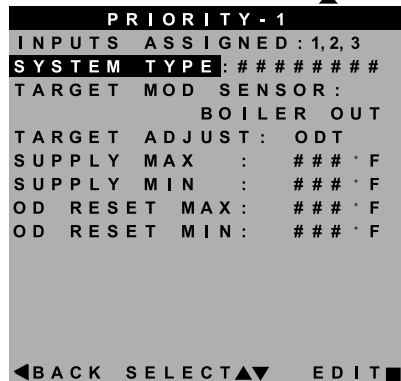 PRIORITY-1
INPUTS ASSIGNED:1,2,3
SYSTEM TYPE:########
TARGET MOD SENSOR:
BOILER OUT
TARGET ADJUST: ODT
SUPPLY MAX : ###°F
SUPPLY MIN : ###°F
OD RESET MAX: ###°F
OD RESET MIN: ###°F
◀BACK SELECT▲▼ EDIT■